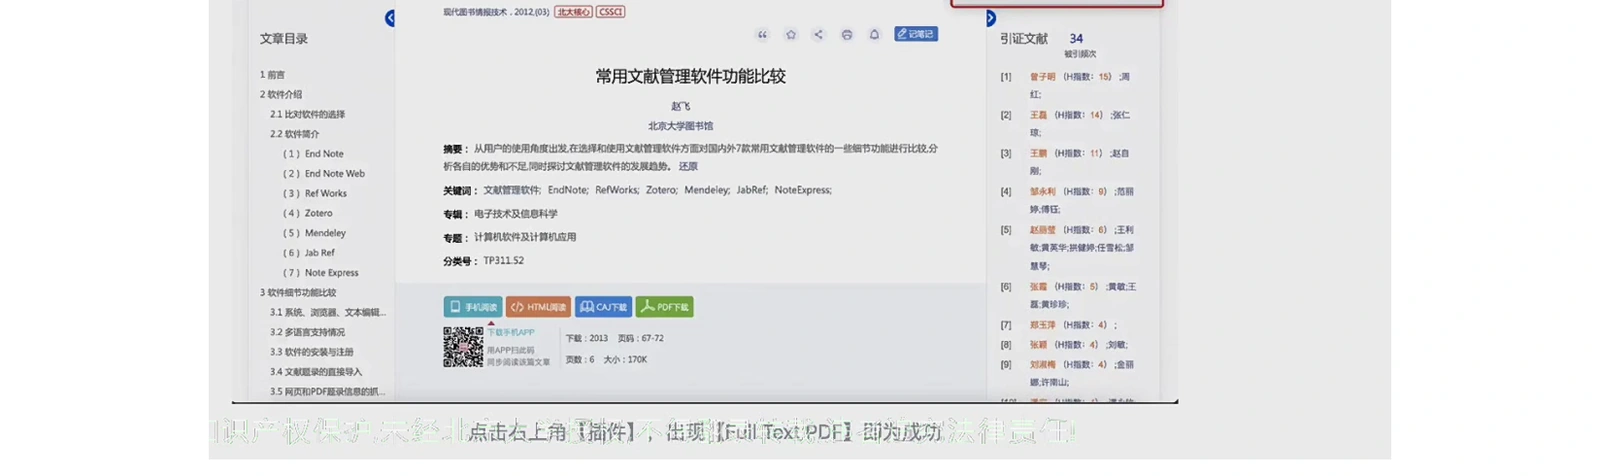 现代图书情报技术 . 2012,(03) 北大核心 CSSCI
记笔记
文章目录
1 前言
2 软件介绍
2.1 比对软件的选择
2.2 软件简介
( 1 ) End Note
( 2 ) End Note Web
( 3 ) Ref Works
( 4 ) Zotero
( 5 ) Mendeley
( 6 ) Jab Ref
( 7 ) Note Express
3 软件细节功能比较
3.1 系统、浏览器、文本编辑...
3.2 多语言支持情况
3.3 软件的安装与注册
3.4 文献题录的直接导入
3.5 网页和PDF题录信息的抓...
常用文献管理软件功能比较
赵飞
北京大学图书馆
摘要： 从用户的使用角度出发,在选择和使用文献管理软件方面对国内外7款常用文献管理软件的一些细节功能进行比较,分
析各自的优势和不足,同时探讨文献管理软件的发展趋势。 还原
关键词： 文献管理软件; EndNote; RefWorks; Zotero; Mendeley; JabRef; NoteExpress;
专辑： 电子技术及信息科学
专题： 计算机软件及计算机应用
分类号： TP311.52
手机阅读 HTML阅读 CAJ下载 PDF下载
下载手机APP
用APP扫此码
同步阅读该篇文章
下载：2013 页码：67-72
页数：6 大小：170K
引证文献 34
被引频次
[1] 曾子明 (H指数：15) ;周
红;
[2] 王磊 (H指数：14) ;张仁
琼;
[3] 王鹏 (H指数：11) ;赵自
刚;
[4] 邹永利 (H指数：9) ;范丽
婷;傅钰;
[5] 赵丽莹 (H指数：6) ;王利
敏;黄英华;拱健婷;任雪松;邹
慧琴;
[6] 张霞 (H指数：5) ;黄敏;王
磊;黄珍珍;
[7] 郑玉萍 (H指数：4) ;
[8] 张颖 (H指数：4) ;刘敏;
[9] 刘淑梅 (H指数：4) ;金丽
娜;许南山;
点击右上角【插件】，出现【Full Text PDF】即为成功